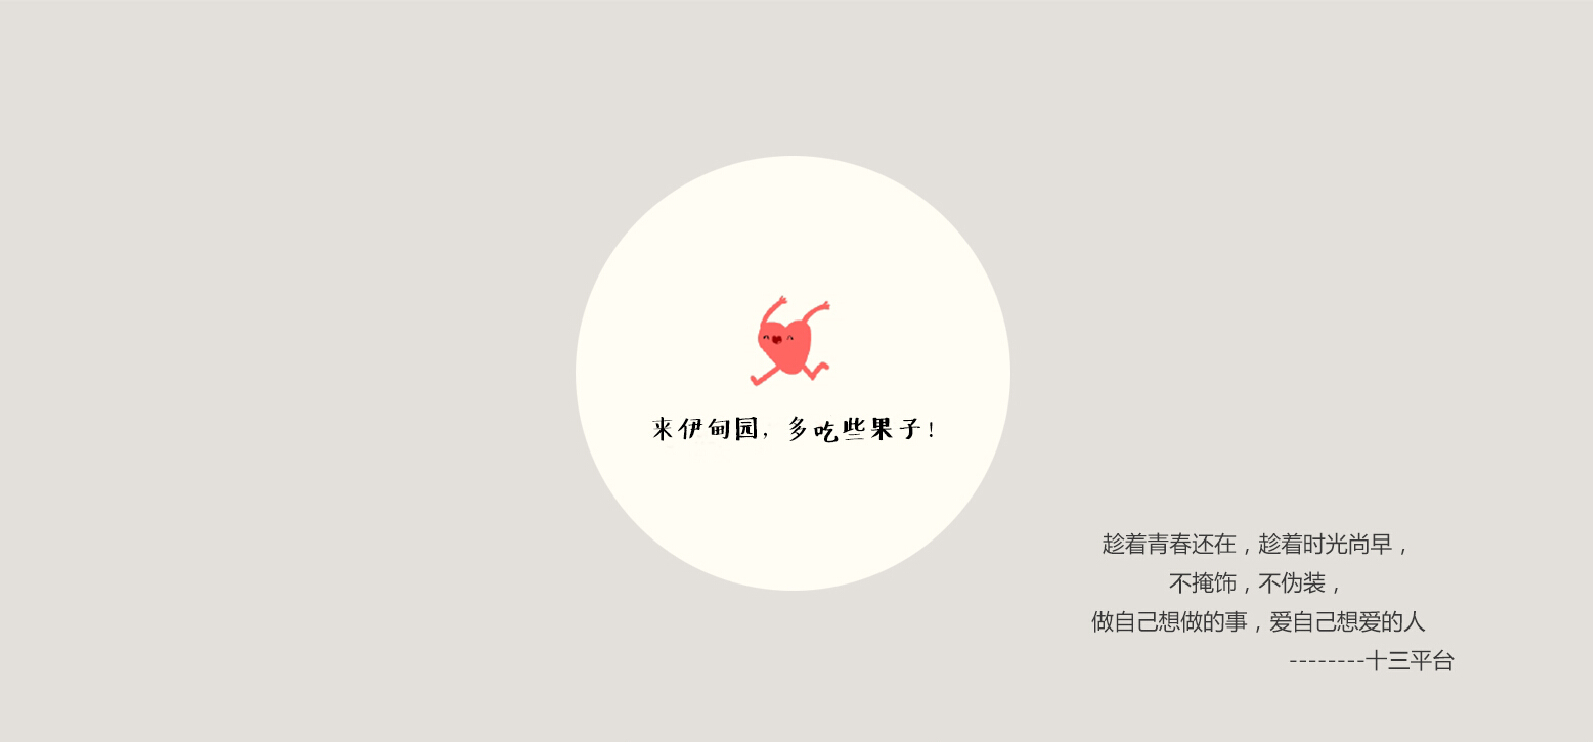 来伊甸园，多吃些果子！
趁着青春还在，趁着时光尚早，
不掩饰，不伪装，
做自己想做的事，爱自己想爱的人
--------十三平台